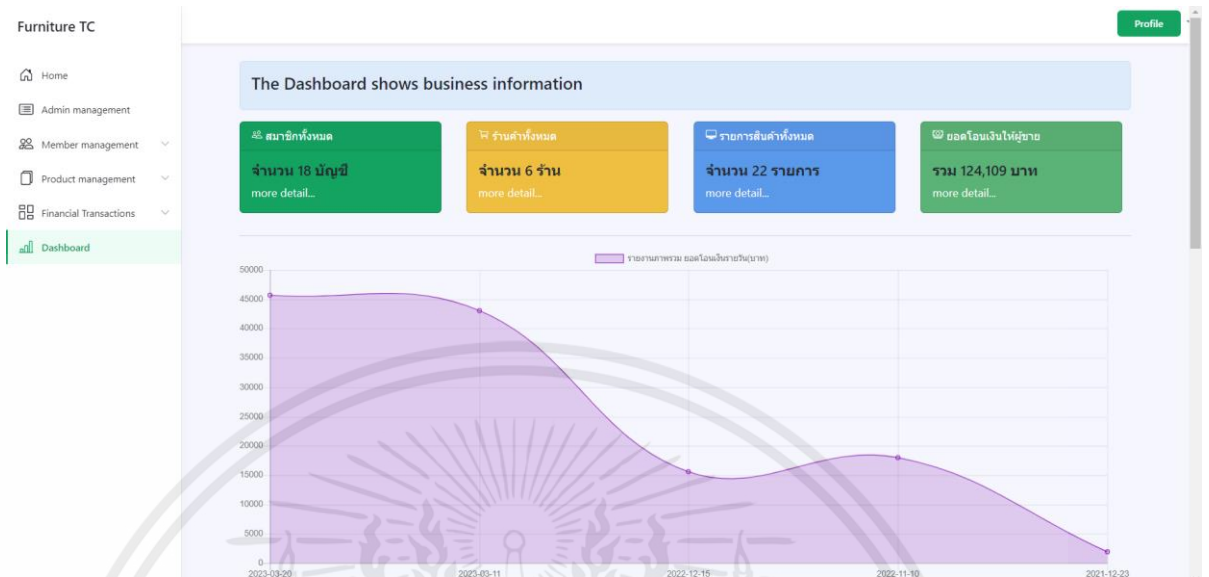 Furniture TC
Profile
Home
Admin management
Member management
Product management
Financial Transactions
Dashboard
The Dashboard shows business information
สมาชิกทั้งหมด
จำนวน 18 บัญชี
more detail...
ร้านค้าทั้งหมด
จำนวน 6 ร้าน
more detail...
รายการสินค้าทั้งหมด
จำนวน 22 รายการ
more detail...
ยอดโอนเงินให้ผู้ขาย
รวม 124,109 บาท
more detail...
รายงานภาพรวม ยอดโอนเงินรายวัน(บาท)
50000
45000
40000
35000
30000
25000
20000
15000
10000
5000
0
2023-03-20 2023-03-11 2022-12-15 2022-11-10 2021-12-23